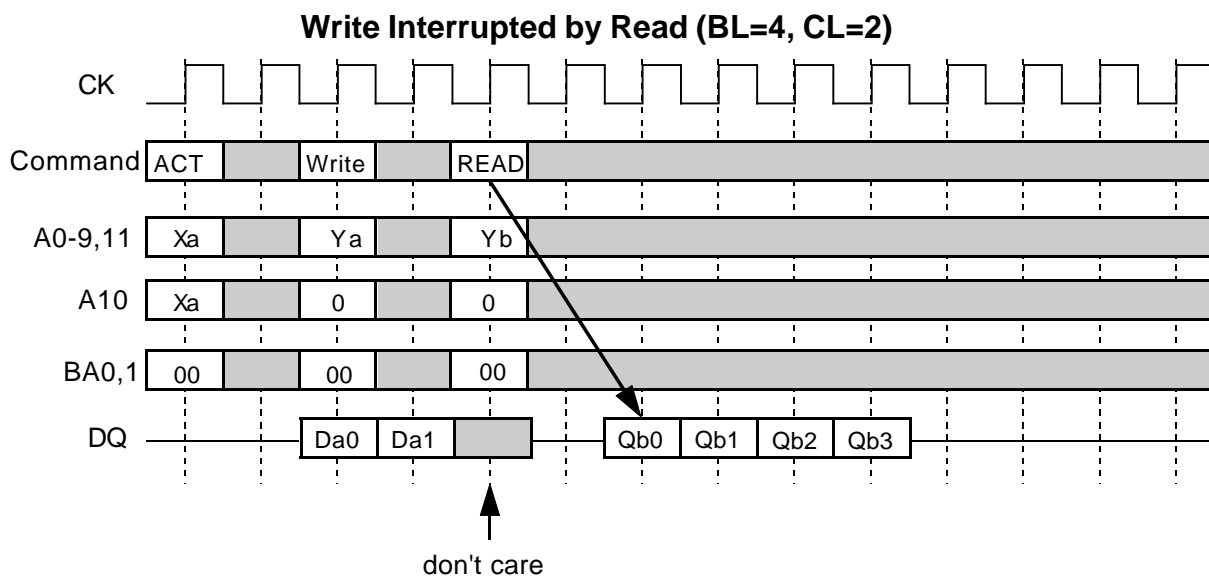 Write Interrupted by Read (BL=4, CL=2)
CK
Command ACT Write READ
A0-9,11 Xa Ya Yb
A10 Xa 0 0
BA0,1 00 00 00
DQ Da0 Da1 Qb0 Qb1 Qb2 Qb3
don't care